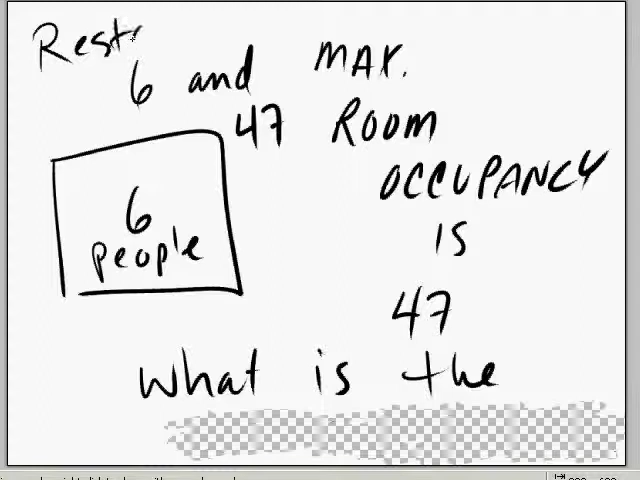 Rest
6 and
47
6
people
MAX.
ROOM
OCCUPANCY
IS
47
What is the